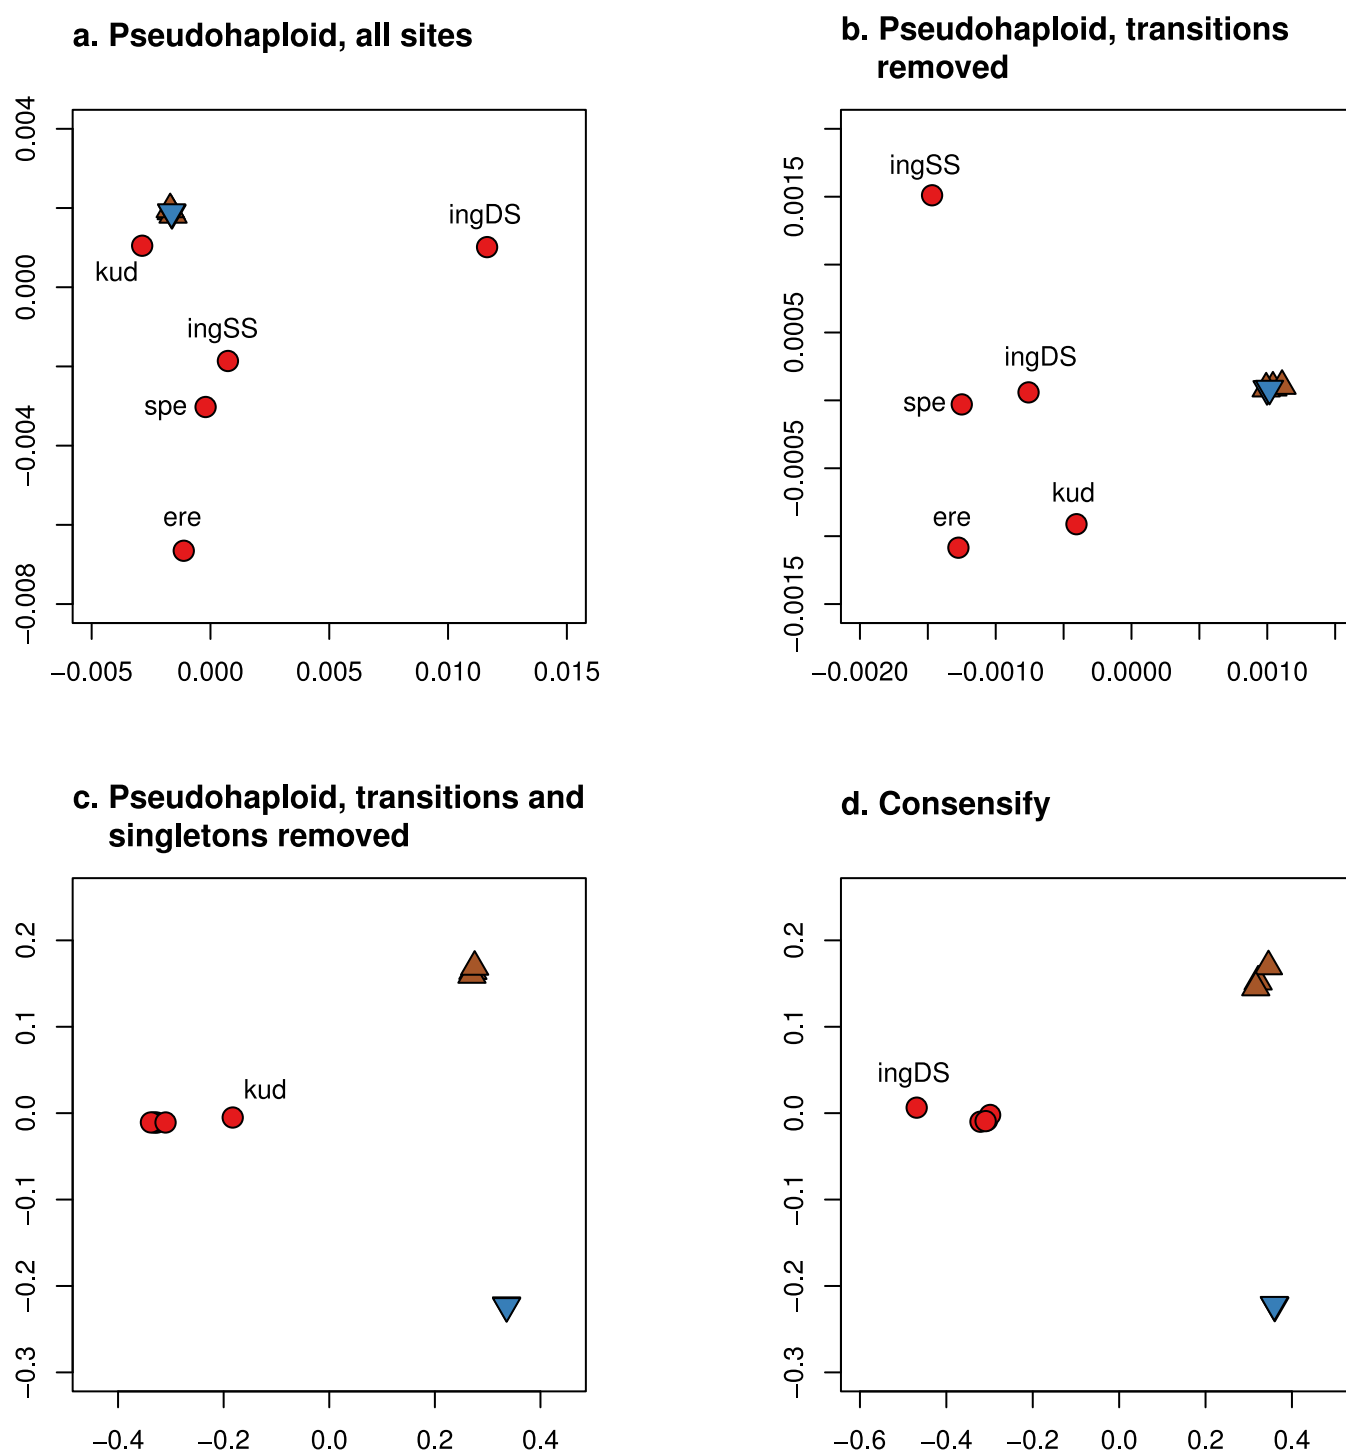 a. Pseudohaploid, all sites
0.004
0.000
−0.004
−0.008
ingDS
kud
ingSS
spe
ere
−0.005 0.000 0.005 0.010 0.015
b. Pseudohaploid, transitions
removed
0.0015
0.0005
−0.0005
−0.0015
ingSS
ingDS
spe
kud
ere
−0.0020 −0.0010 0.0000 0.0010
c. Pseudohaploid, transitions and
singletons removed
0.2
0.1
0.0
−0.1
−0.2
−0.3
kud
−0.4 −0.2 0.0 0.2 0.4
d. Consensify
0.2
0.1
0.0
−0.1
−0.2
−0.3
ingDS
−0.6 −0.4 −0.2 0.0 0.2 0.4